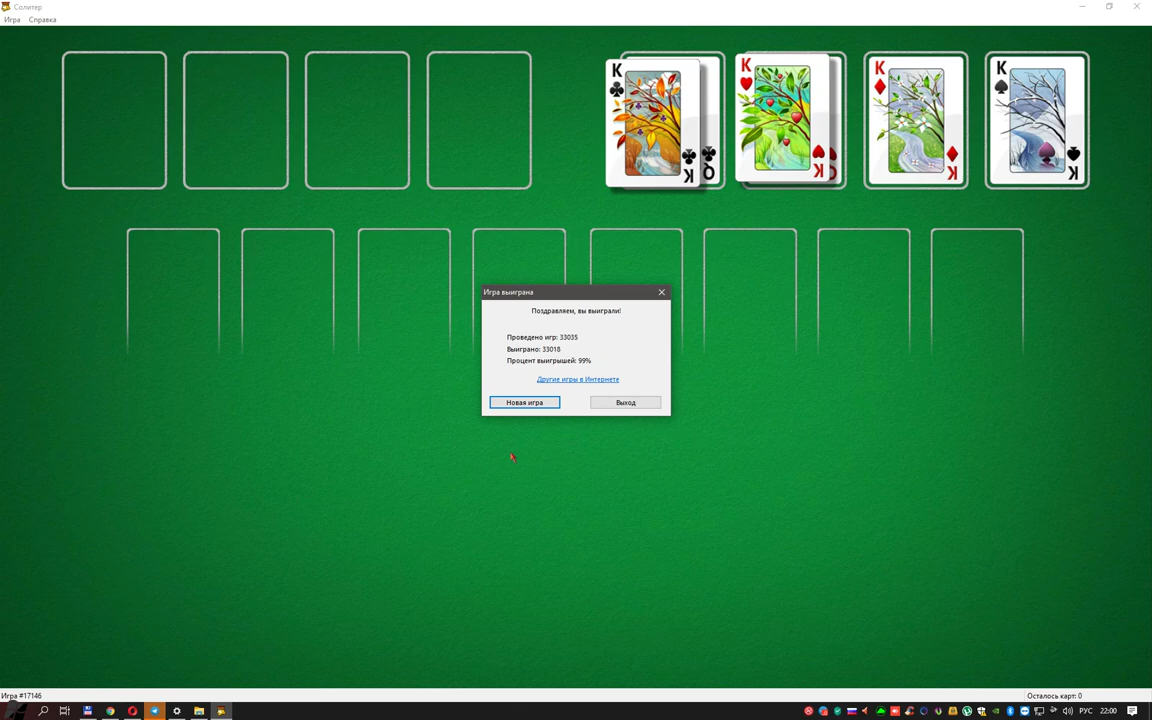 Солитер
Игра Справка
K
K
K
K
K Q
K
K
K
Игра выиграна
Поздравляем, вы выиграли!
Проведено игр: 33035
Выиграно: 33018
Процент выигрышей: 99%
Другие игры в Интернете
Новая игра Выход
Игра #17146 Осталось карт: 0
РУС 22:00